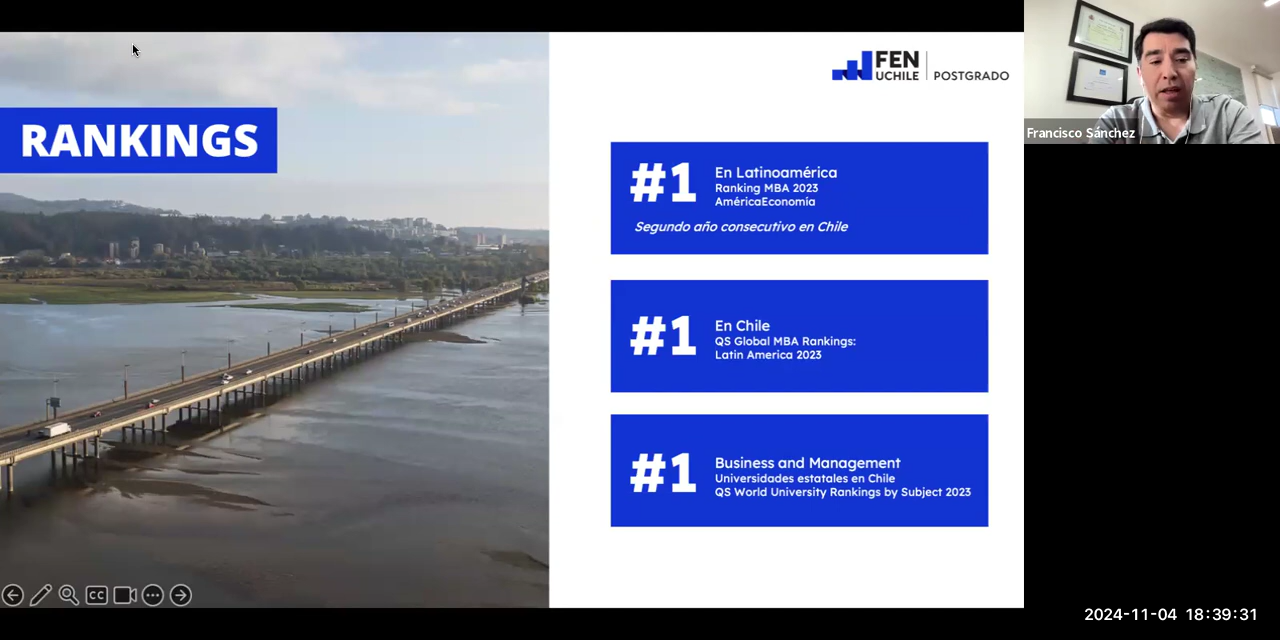 RANKINGS
FEN
UCHILE
POSTGRADO
#1
En Latinoamérica
Ranking MBA 2023
AméricaEconomía
Segundo año consecutivo en Chile
#1
En Chile
QS Global MBA Rankings:
Latin America 2023
#1
Business and Management
Universidades estatales en Chile
QS World University Rankings by Subject 2023
CC
Francisco Sánchez
2024-11-04 18:39:31